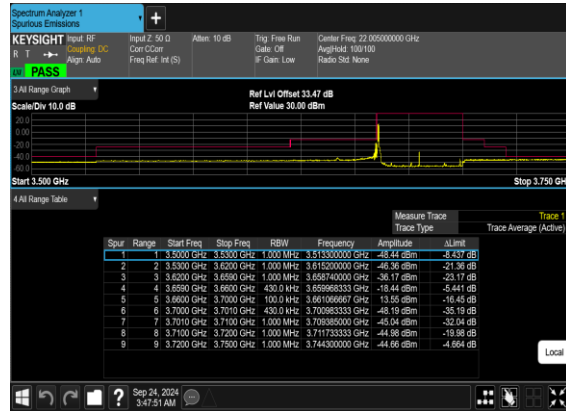 Spectrum Analyzer 1
Spurious Emissions
+
KEYSIGHT Input: RF Input Z: 50 Ω Atten: 10 dB Trig: Free Run Center Freq: 22.005000000 GHz
R T Coupling: DC Corr CCorr Gate: Off Avg|Hold: 100/100
Align: Auto Freq Ref: Int (S) IF Gain: Low Radio Std: None
PASS
3 All Range Graph
Ref Lvl Offset 33.47 dB
Scale/Div 10.0 dB Ref Value 30.00 dBm
20.0
0.00
-20.0
-40.0
-60.0
Start 3.500 GHz Stop 3.750 GH
4 All Range Table
Measure Trace Trace 1
Trace Type Trace Average (Active)
Spur Range Start Freq Stop Freq RBW Frequency Amplitude ΔLimit
1 1 3.5000 GHz 3.5300 GHz 1.000 MHz 3.513300000 GHz -48.44 dBm -8.437 dB
2 2 3.5300 GHz 3.6200 GHz 1.000 MHz 3.615200000 GHz -46.36 dBm -21.36 dB
3 3 3.6200 GHz 3.6590 GHz 1.000 MHz 3.658740000 GHz -36.17 dBm -23.17 dB
4 4 3.6590 GHz 3.6600 GHz 430.0 kHz 3.659968333 GHz -18.44 dBm -5.441 dB
5 5 3.6600 GHz 3.7000 GHz 100.0 kHz 3.661066667 GHz 13.55 dBm -16.45 dB
6 6 3.7000 GHz 3.7010 GHz 430.0 kHz 3.700983333 GHz -48.19 dBm -35.19 dB
7 7 3.7010 GHz 3.7100 GHz 1.000 MHz 3.709385000 GHz -45.04 dBm -32.04 dB
8 8 3.7100 GHz 3.7200 GHz 1.000 MHz 3.711733333 GHz -44.98 dBm -19.98 dB
9 9 3.7200 GHz 3.7500 GHz 1.000 MHz 3.744300000 GHz -44.66 dBm -4.664 dB
Local
? Sep 24, 2024
3:47:51 AM